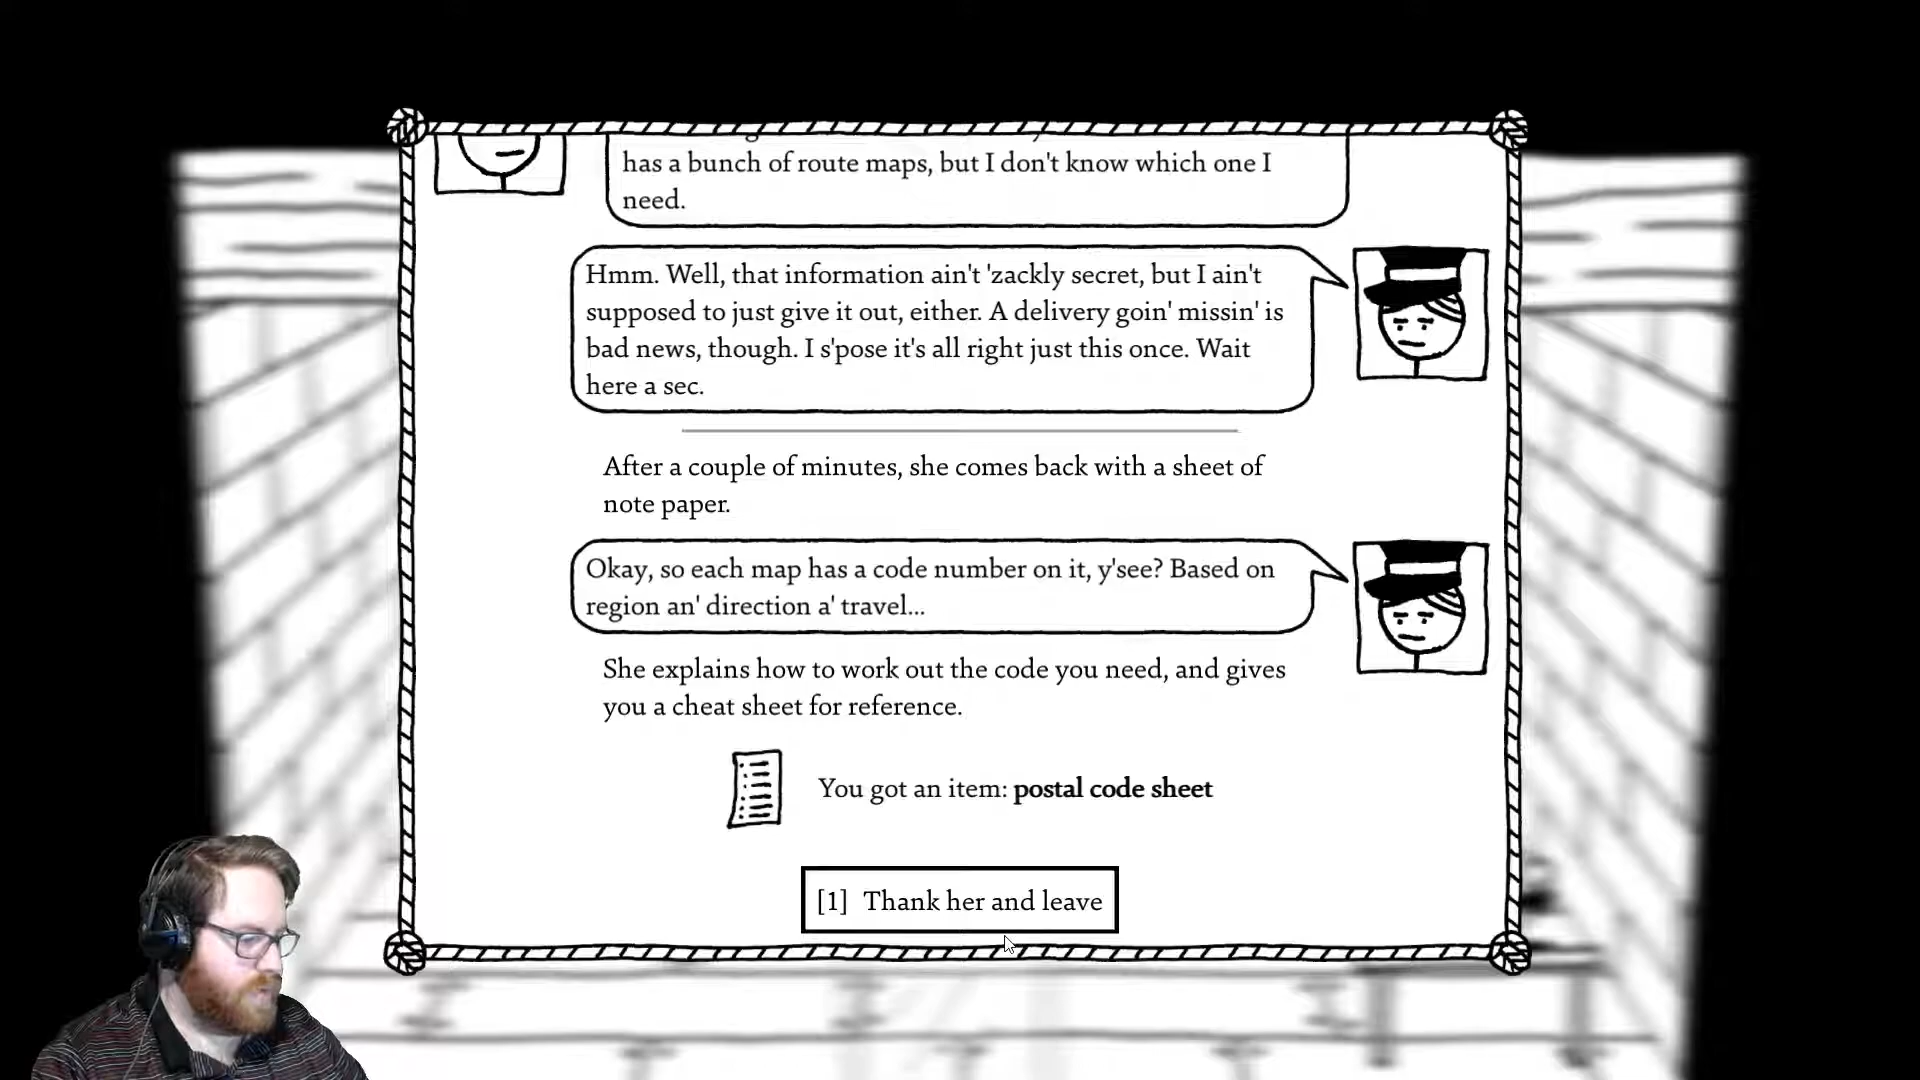 has a bunch of route maps, but I don't know which one I
need.
Hmm. Well, that information ain't 'zackly secret, but I ain't
supposed to just give it out, either. A delivery goin' missin' is
bad news, though. I s'pose it's all right just this once. Wait
here a sec.
After a couple of minutes, she comes back with a sheet of
note paper.
Okay, so each map has a code number on it, y'see? Based on
region an' direction a' travel...
She explains how to work out the code you need, and gives
you a cheat sheet for reference.
You got an item: postal code sheet
[1] Thank her and leave